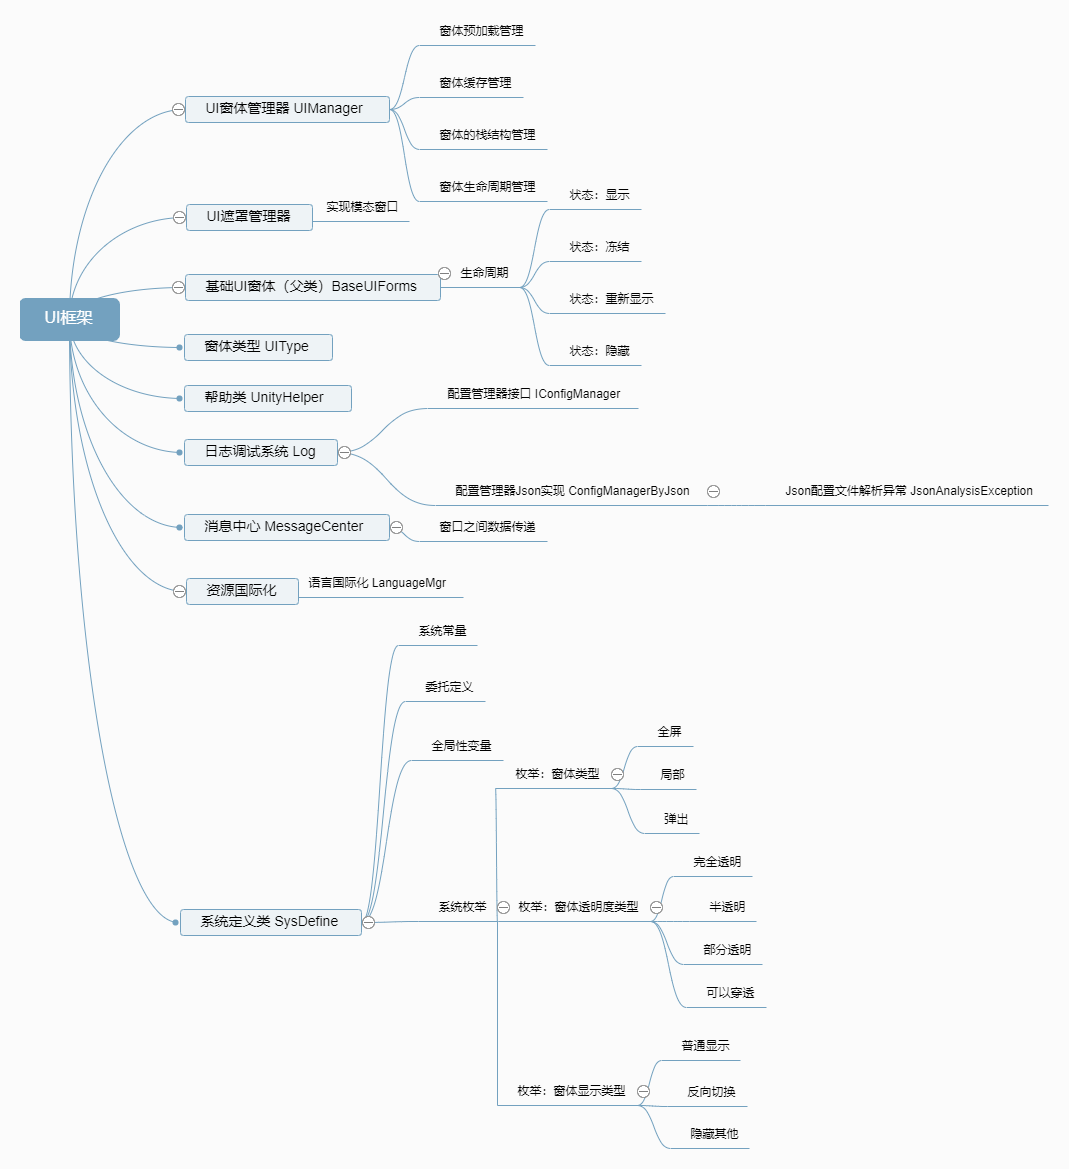 UI框架
UI窗体管理器 UIManager
窗体预加载管理
窗体缓存管理
窗体的栈结构管理
窗体生命周期管理
UI遮罩管理器
实现模态窗口
基础UI窗体（父类）BaseUIForms
生命周期
状态：显示
状态：冻结
状态：重新显示
状态：隐藏
窗体类型 UIType
帮助类 UnityHelper
日志调试系统 Log
配置管理器接口 IConfigManager
配置管理器Json实现 ConfigManagerByJson
Json配置文件解析异常 JsonAnalysisException
消息中心 MessageCenter
窗口之间数据传递
资源国际化
语言国际化 LanguageMgr
系统定义类 SysDefine
系统常量
委托定义
全局性变量
系统枚举
枚举：窗体类型
全屏
局部
弹出
枚举：窗体透明度类型
完全透明
半透明
部分透明
可以穿透
枚举：窗体显示类型
普通显示
反向切换
隐藏其他